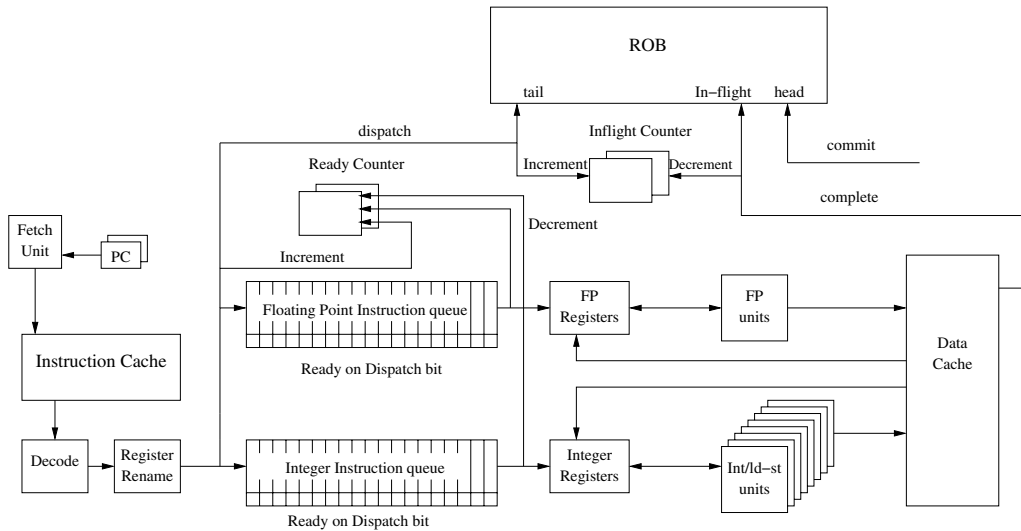 ROB
tail
In-flight
head
dispatch
Inflight Counter
commit
Ready Counter
Increment
Decrement
complete
Fetch
Unit
PC
Decrement
Increment
Floating Point Instruction queue
FP
Registers
FP
units
Instruction Cache
Ready on Dispatch bit
Data
Cache
Decode
Register
Rename
Integer Instruction queue
Integer
Registers
Int/ld-st
units
Ready on Dispatch bit